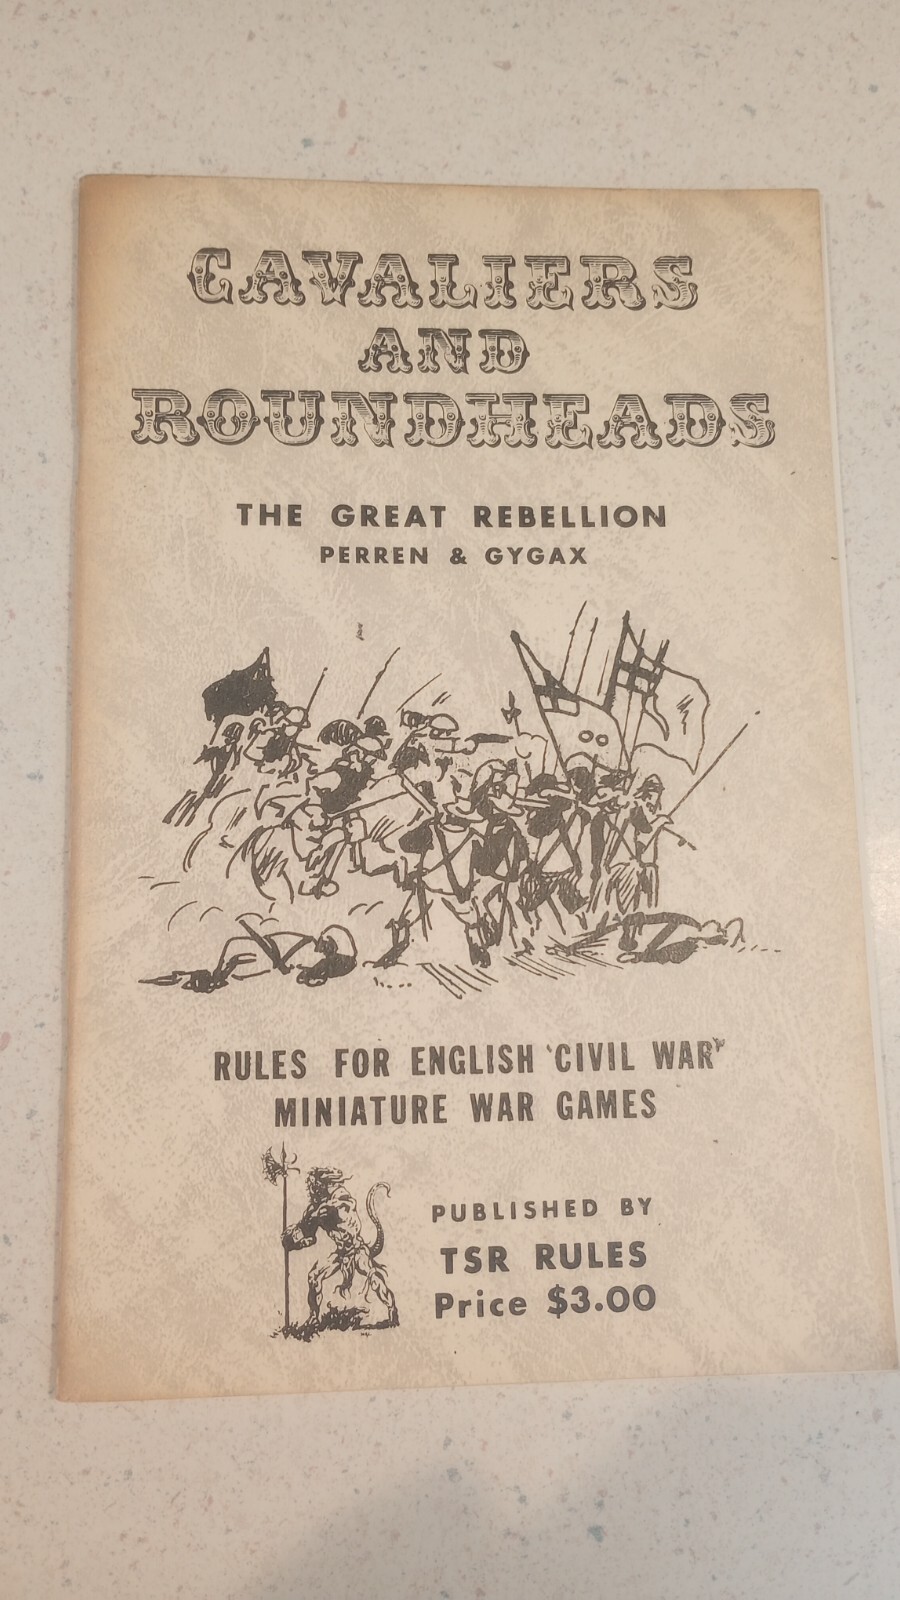 CAVALIERS
AND
ROUNDHEADS
THE GREAT REBELLION
PERREN & GYGAX
RULES FOR ENGLISH 'CIVIL WAR'
MINIATURE WAR GAMES
PUBLISHED BY
TSR RULES
Price $3.00